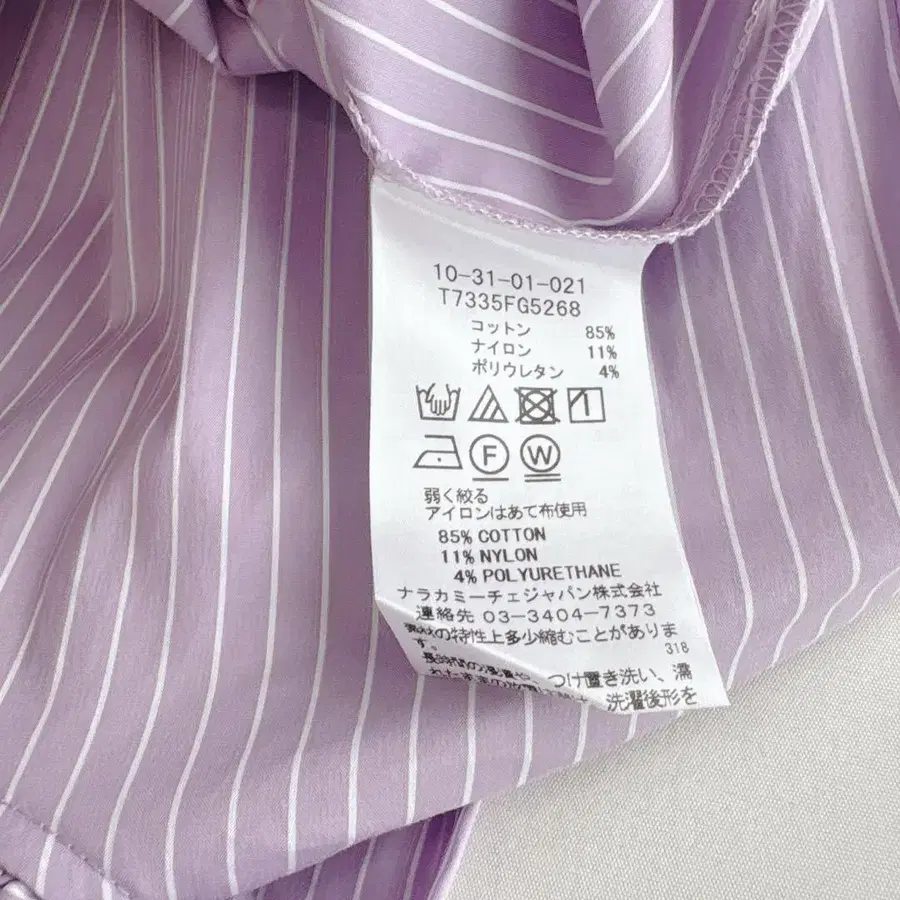 10-31-01-021
T7335FG5268
コットン 85%
ナイロン 11%
ポリウレタン 4%
F W
弱く絞る
アイロンはあて布使用
85% COTTON
11% NYLON
4% POLYURETHANE
ナラカミーチェジャパン株式会社
連絡先 03-3404-7373
の特性上多少縮むことがありま
す。 318
つけ置き洗い、濡
洗濯後形を